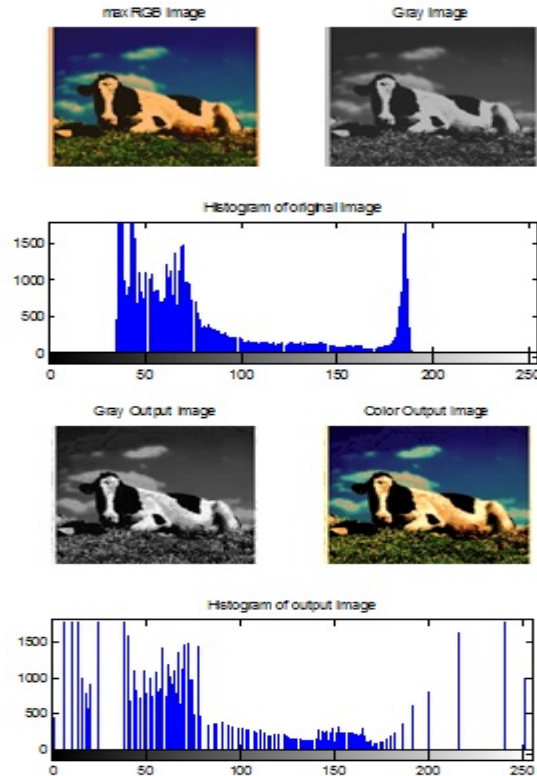 max RGB Image
Gray Image
Histogram of original Image
1500
1000
500
0
0 50 100 150 200 250
Gray Output Image
Color Output Image
Histogram of output Image
1500
1000
500
0
0 50 100 150 200 250